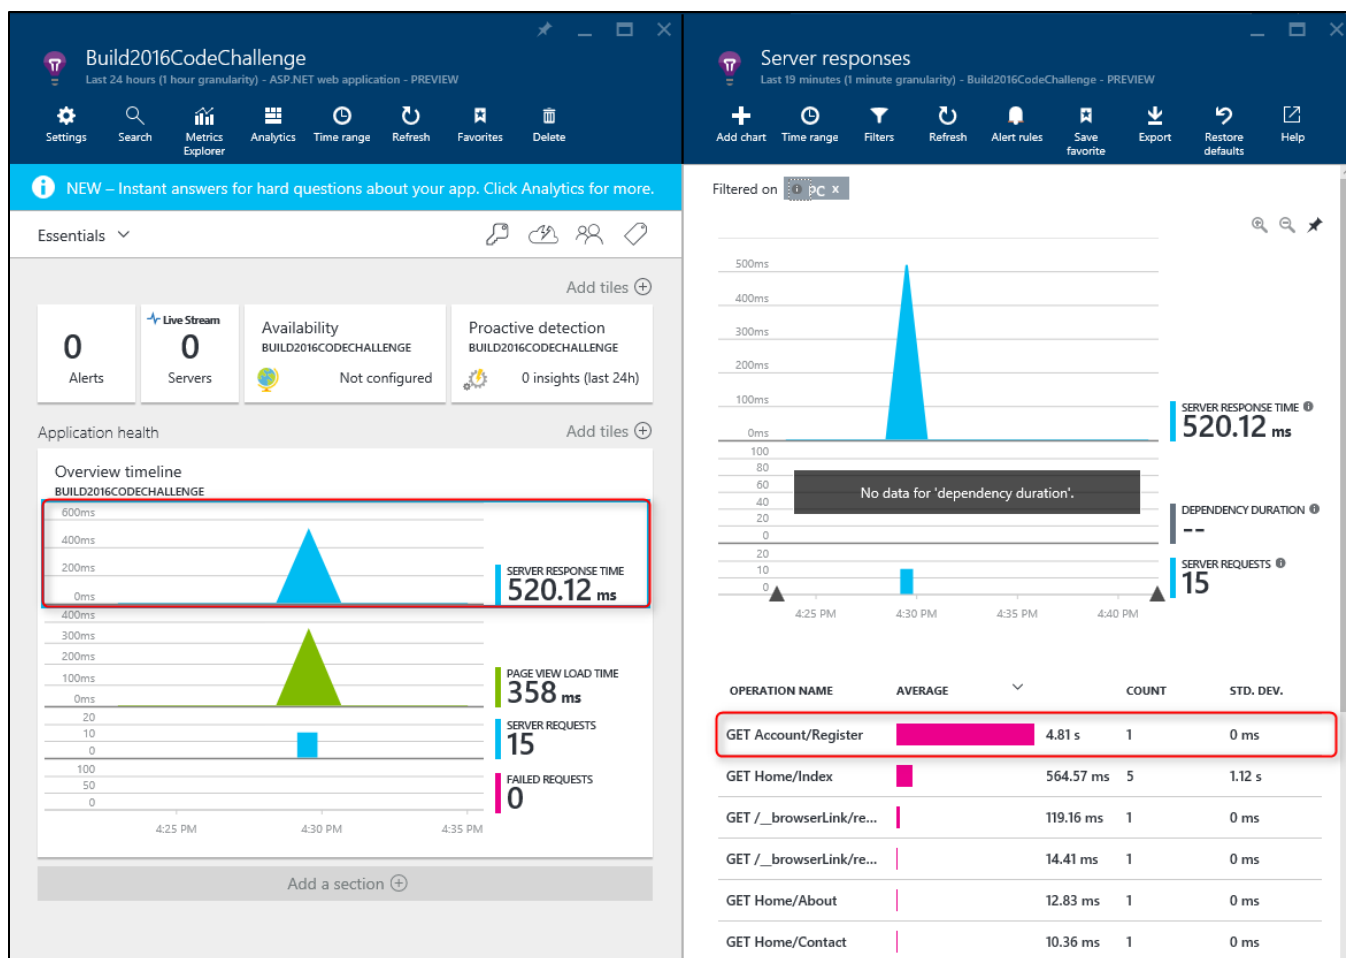 Build2016CodeChallenge
Last 24 hours (1 hour granularity) - ASP.NET web application - PREVIEW
Settings
Search
Metrics
Explorer
Analytics
Time range
Refresh
Favorites
Delete
NEW – Instant answers for hard questions about your app. Click Analytics for more.
Essentials
Add tiles
0
Alerts
Live Stream
0
Servers
Availability
BUILD2016CODECHALLENGE
Not configured
Proactive detection
BUILD2016CODECHALLENGE
0 insights (last 24h)
Application health
Add tiles
Overview timeline
BUILD2016CODECHALLENGE
600ms
400ms
200ms
0ms
SERVER RESPONSE TIME
520.12 ms
400ms
300ms
200ms
100ms
0ms
PAGE VIEW LOAD TIME
358 ms
20
10
0
SERVER REQUESTS
15
100
50
0
FAILED REQUESTS
0
4:25 PM 4:30 PM 4:35 PM
Add a section
Server responses
Last 19 minutes (1 minute granularity) - Build2016CodeChallenge - PREVIEW
Add chart
Time range
Filters
Refresh
Alert rules
Save
favorite
Export
Restore
defaults
Help
Filtered on PC x
500ms
400ms
300ms
200ms
100ms
0ms
SERVER RESPONSE TIME
520.12 ms
100
80
60
40
20
0
No data for 'dependency duration'.
DEPENDENCY DURATION
--
20
10
0
SERVER REQUESTS
15
4:25 PM 4:30 PM 4:35 PM 4:40 PM
OPERATION NAME AVERAGE COUNT STD. DEV.
GET Account/Register 4.81 s 1 0 ms
GET Home/Index 564.57 ms 5 1.12 s
GET /__browserLink/re... 119.16 ms 1 0 ms
GET /__browserLink/re... 14.41 ms 1 0 ms
GET Home/About 12.83 ms 1 0 ms
GET Home/Contact 10.36 ms 1 0 ms